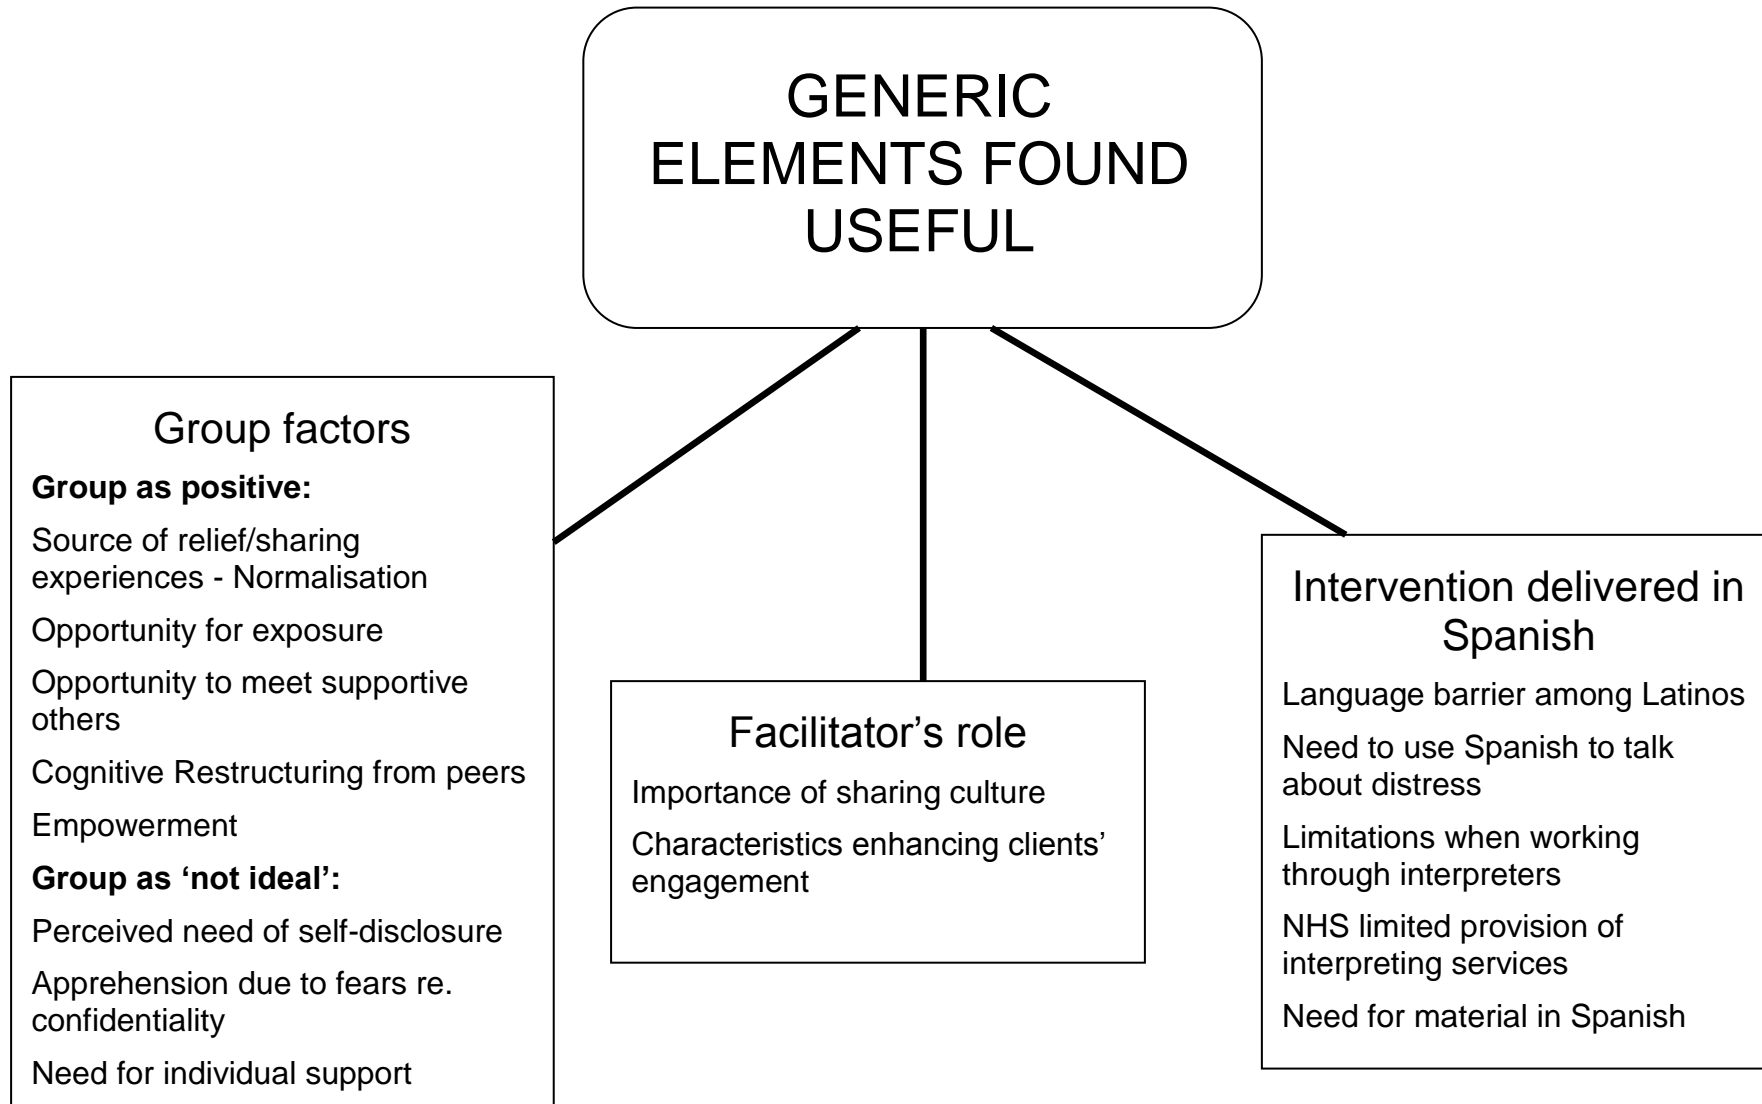 GENERIC
ELEMENTS FOUND
USEFUL
Group factors
Group as positive:
Source of relief/sharing
experiences - Normalisation
Opportunity for exposure
Opportunity to meet supportive
others
Cognitive Restructuring from peers
Empowerment
Group as ‘not ideal’:
Perceived need of self-disclosure
Apprehension due to fears re.
confidentiality
Need for individual support
Facilitator’s role
Importance of sharing culture
Characteristics enhancing clients’
engagement
Intervention delivered in
Spanish
Language barrier among Latinos
Need to use Spanish to talk
about distress
Limitations when working
through interpreters
NHS limited provision of
interpreting services
Need for material in Spanish